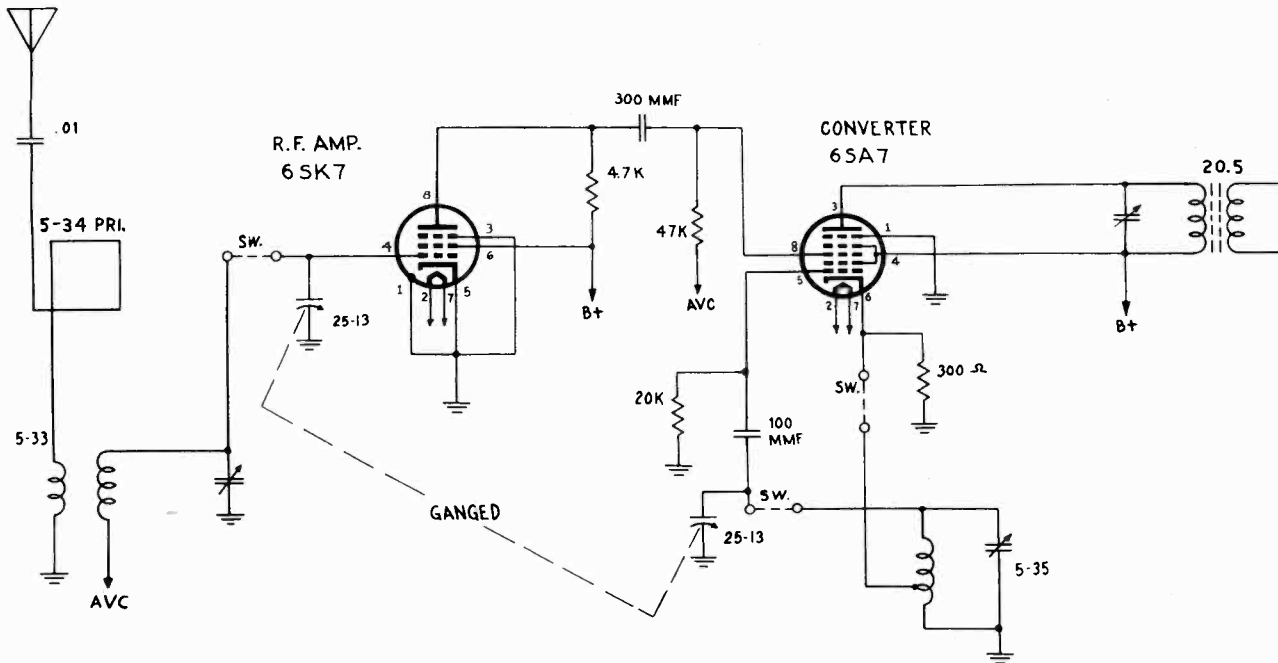 .01
5-34 PRI.
5-33
AVC
SW.
25-13
R.F. AMP.
6SK7
8
4
3
6
1
2
7
5
4.7K
B+
300 MMF
47K
AVC
GANGED
CONVERTER
6SA7
3
1
8
4
5
2
7
6
20K
100
MMF
SW.
300 Ω
25-13
SW.
5-35
B+
20.5